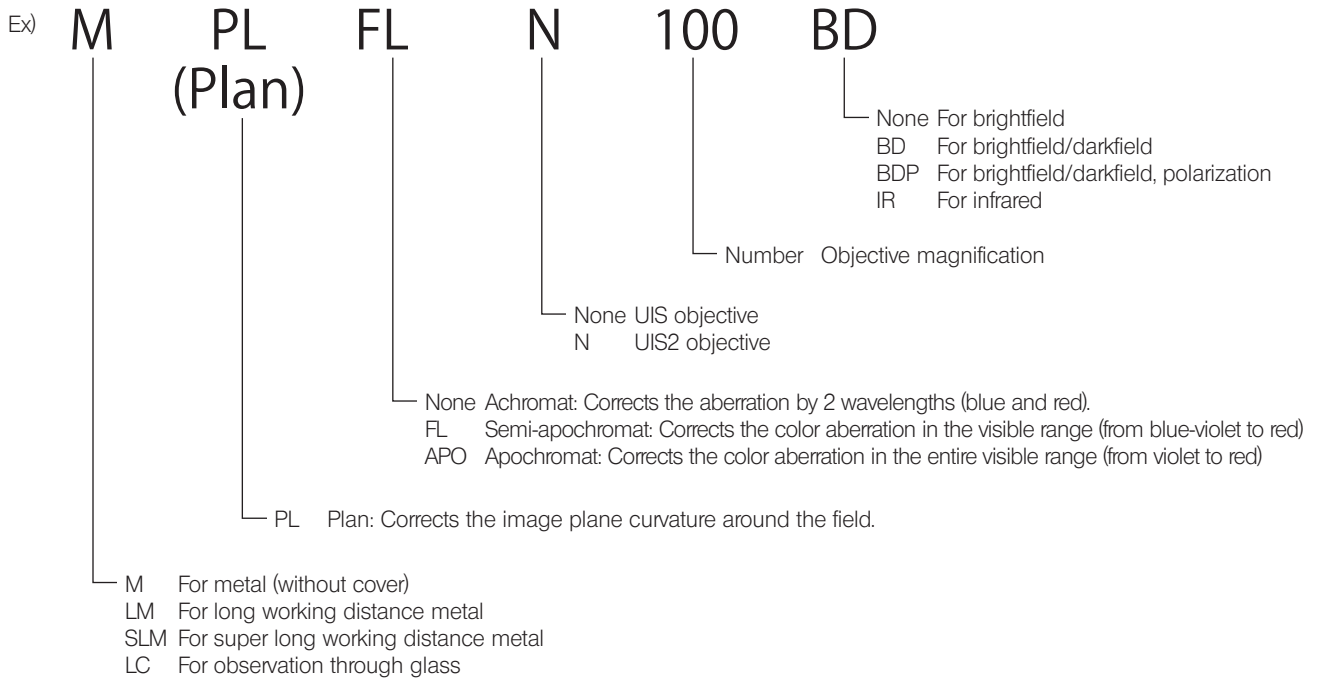 Ex) M PL FL N 100 BD
(Plan)
None For brightfield
BD For brightfield/darkfield
BDP For brightfield/darkfield, polarization
IR For infrared
Number Objective magnification
None UIS objective
N UIS2 objective
None Achromat: Corrects the aberration by 2 wavelengths (blue and red).
FL Semi-apochromat: Corrects the color aberration in the visible range (from blue-violet to red)
APO Apochromat: Corrects the color aberration in the entire visible range (from violet to red)
PL Plan: Corrects the image plane curvature around the field.
M For metal (without cover)
LM For long working distance metal
SLM For super long working distance metal
LC For observation through glass